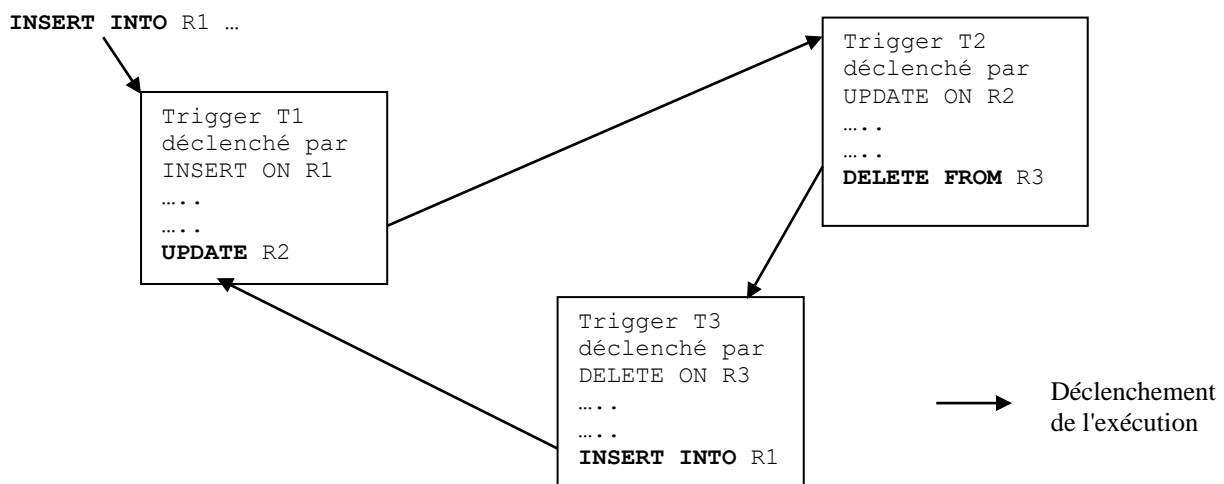 INSERT INTO R1 …
Trigger T1
déclenché par
INSERT ON R1
…..
…..
UPDATE R2
Trigger T2
déclenché par
UPDATE ON R2
…..
…..
DELETE FROM R3
Trigger T3
déclenché par
DELETE ON R3
…..
…..
INSERT INTO R1
Déclenchement
de l'exécution